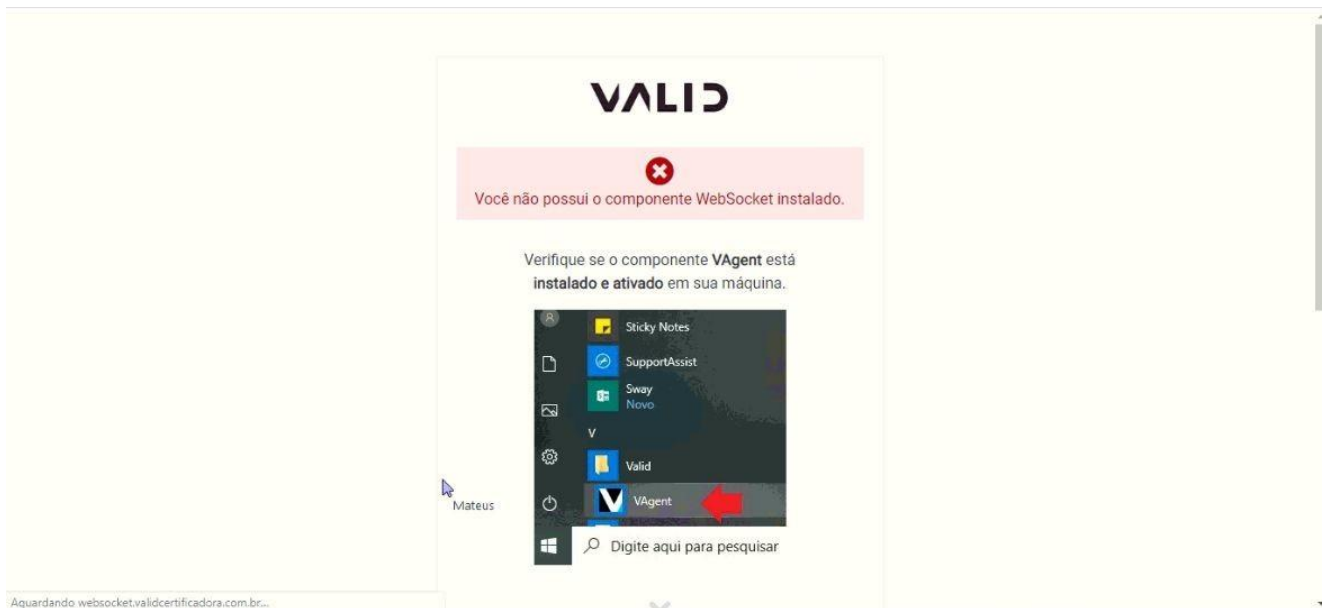 VALID
Você não possui o componente WebSocket instalado.
Verifique se o componente VAgent está
instalado e ativado em sua máquina.
Sticky Notes
SupportAssist
Sway
Novo
V
Valid
VAgent
Mateus
Digite aqui para pesquisar
Aguardando websocket.validcertificadora.com.br...